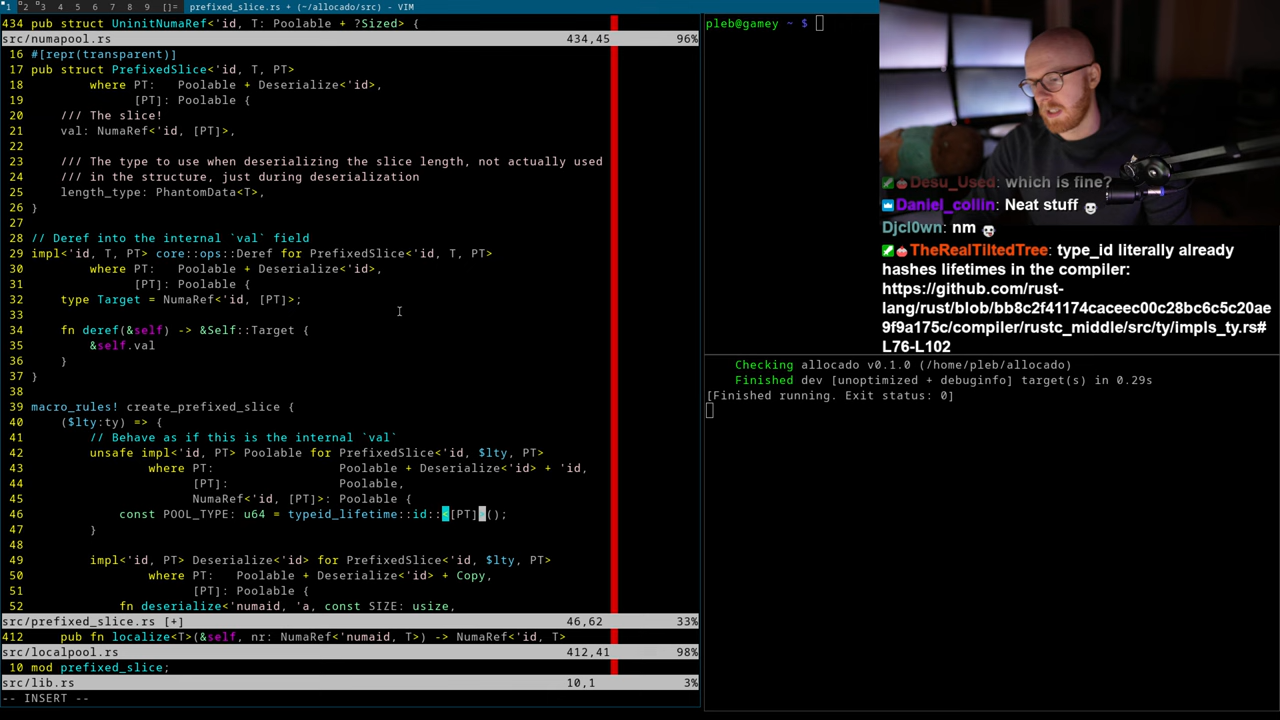 1 2 3 4 5 6 7 8 9 []= prefixed_slice.rs + (~/allocado/src) - VIM
434 pub struct UninitNumaRef<'id, T: Poolable + ?Sized> {
src/numapool.rs 434,45 96%
16 #[repr(transparent)]
17 pub struct PrefixedSlice<'id, T, PT>
18 where PT: Poolable + Deserialize<'id>,
19 [PT]: Poolable {
20 /// The slice!
21 val: NumaRef<'id, [PT]>,
22
23 /// The type to use when deserializing the slice length, not actually used
24 /// in the structure, just during deserialization
25 length_type: PhantomData<T>,
26 }
27
28 // Deref into the internal `val` field
29 impl<'id, T, PT> core::ops::Deref for PrefixedSlice<'id, T, PT>
30 where PT: Poolable + Deserialize<'id>,
31 [PT]: Poolable {
32 type Target = NumaRef<'id, [PT]>;
33
34 fn deref(&self) -> &Self::Target {
35 &self.val
36 }
37 }
38
39 macro_rules! create_prefixed_slice {
40 ($lty:ty) => {
41 // Behave as if this is the internal `val`
42 unsafe impl<'id, PT> Poolable for PrefixedSlice<'id, $lty, PT>
43 where PT: Poolable + Deserialize<'id> + 'id,
44 [PT]: Poolable,
45 NumaRef<'id, [PT]>: Poolable {
46 const POOL_TYPE: u64 = typeid_lifetime::id::<[PT]>();
47 }
48
49 impl<'id, PT> Deserialize<'id> for PrefixedSlice<'id, $lty, PT>
50 where PT: Poolable + Deserialize<'id> + Copy,
51 [PT]: Poolable {
52 fn deserialize<'numaid, 'a, const SIZE: usize,
src/prefixed_slice.rs [+] 46,62 33%
412 pub fn localize<T>(&self, nr: NumaRef<'numaid, T>) -> NumaRef<'id, T>
src/localpool.rs 412,41 98%
10 mod prefixed_slice;
src/lib.rs 10,1 3%
-- INSERT --
pleb@gamey ~ $
Checking allocado v0.1.0 (/home/pleb/allocado)
Finished dev [unoptimized + debuginfo] target(s) in 0.29s
[Finished running. Exit status: 0]
Desu_Used: which is fine?
Daniel_collin: Neat stuff
Djcl0wn: nm
TheRealTiltedTree: type_id literally already
hashes lifetimes in the compiler:
https://github.com/rust-
lang/rust/blob/bb8c2f41174caceec00c28bc6c5c20ae
9f9a175c/compiler/rustc_middle/src/ty/impls_ty.rs#
L76-L102